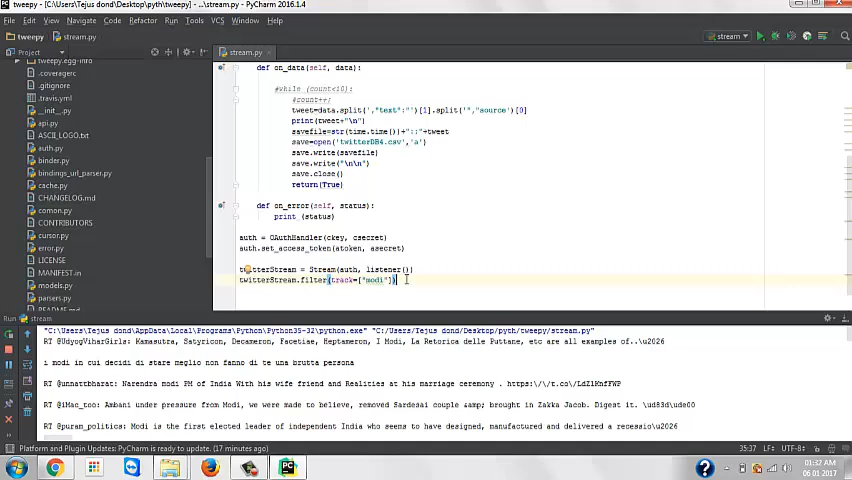 tweepy - [C:\Users\Tejus dond\Desktop\pyth\tweepy] - ...\stream.py - PyCharm 2016.1.4
File Edit View Navigate Code Refactor Run Tools VCS Window Help
tweepy stream.py stream
Project stream.py
tweepy.egg-info
.coveragerc
.gitignore
.travis.yml
__init__.py
api.py
ASCII_LOGO.txt
auth.py
binder.py
bindings_url_parser.py
cache.py
CHANGELOG.md
comon.py
CONTRIBUTORS
cursor.py
error.py
LICENSE
MANIFEST.in
models.py
parsers.py
README.md
def on_data(self, data):
#while (count<10):
#count++;
tweet=data.split(',"text":"')[1].split('","source')[0]
print(tweet+"\n")
savefile=str(time.time())+"::"+tweet
save=open('twitterDB4.csv','a')
save.write(savefile)
save.write("\n\n")
save.close()
return(True)
def on_error(self, status):
print (status)
auth = OAuthHandler(ckey, csecret)
auth.set_access_token(atoken, asecret)
twitterStream = Stream(auth, listener())
twitterStream.filter(track=["modi"])
Run stream
"C:\Users\Tejus dond\AppData\Local\Programs\Python\Python35-32\python.exe" "C:/Users/Tejus dond/Desktop/pyth/tweepy/stream.py"
RT @UdyogViharGirls: Kamasutra, Satyricon, Decameron, Facetiae, Heptameron, I Modi, La Retorica delle Puttane, etc are all examples of..\u2026
i modi in cui decidi di stare meglio non fanno di te una brutta persona
RT @unnattbharat: Narendra modi PM of India With his wife friend and Realities at his marriage ceremony . https:\/\/t.co\/LdZlKnfFWP
RT @iMac_too: Ambani under pressure from Modi, we were made to believe, removed Sardesai couple &amp; brought in Zakka Jacob. Digest it. \ud83d\ude00
RT @puram_politics: Modi is the first elected leader of independent India who seems to have designed, manufactured and delivered a recessio\u2026
Platform and Plugin Updates: PyCharm is ready to update. (17 minutes ago) 35:37 LF÷ UTF-8÷
01:32 AM
06 01 2017